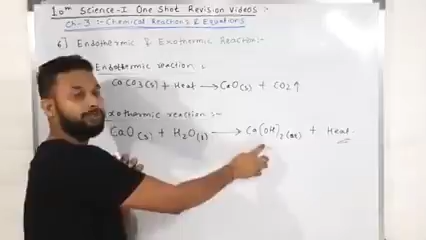 10th Science-I One Shot Revision Videos:-
Ch-3 :- Chemical Reactions & Equations
6] Endothermic & Exothermic Reaction:-
Endothermic reaction :
CaCO3(s) + Heat → CaO(s) + CO2↑
xothermic reaction :-
CaO(s) + H2O(l) → Ca(OH)2(aq) + Heat